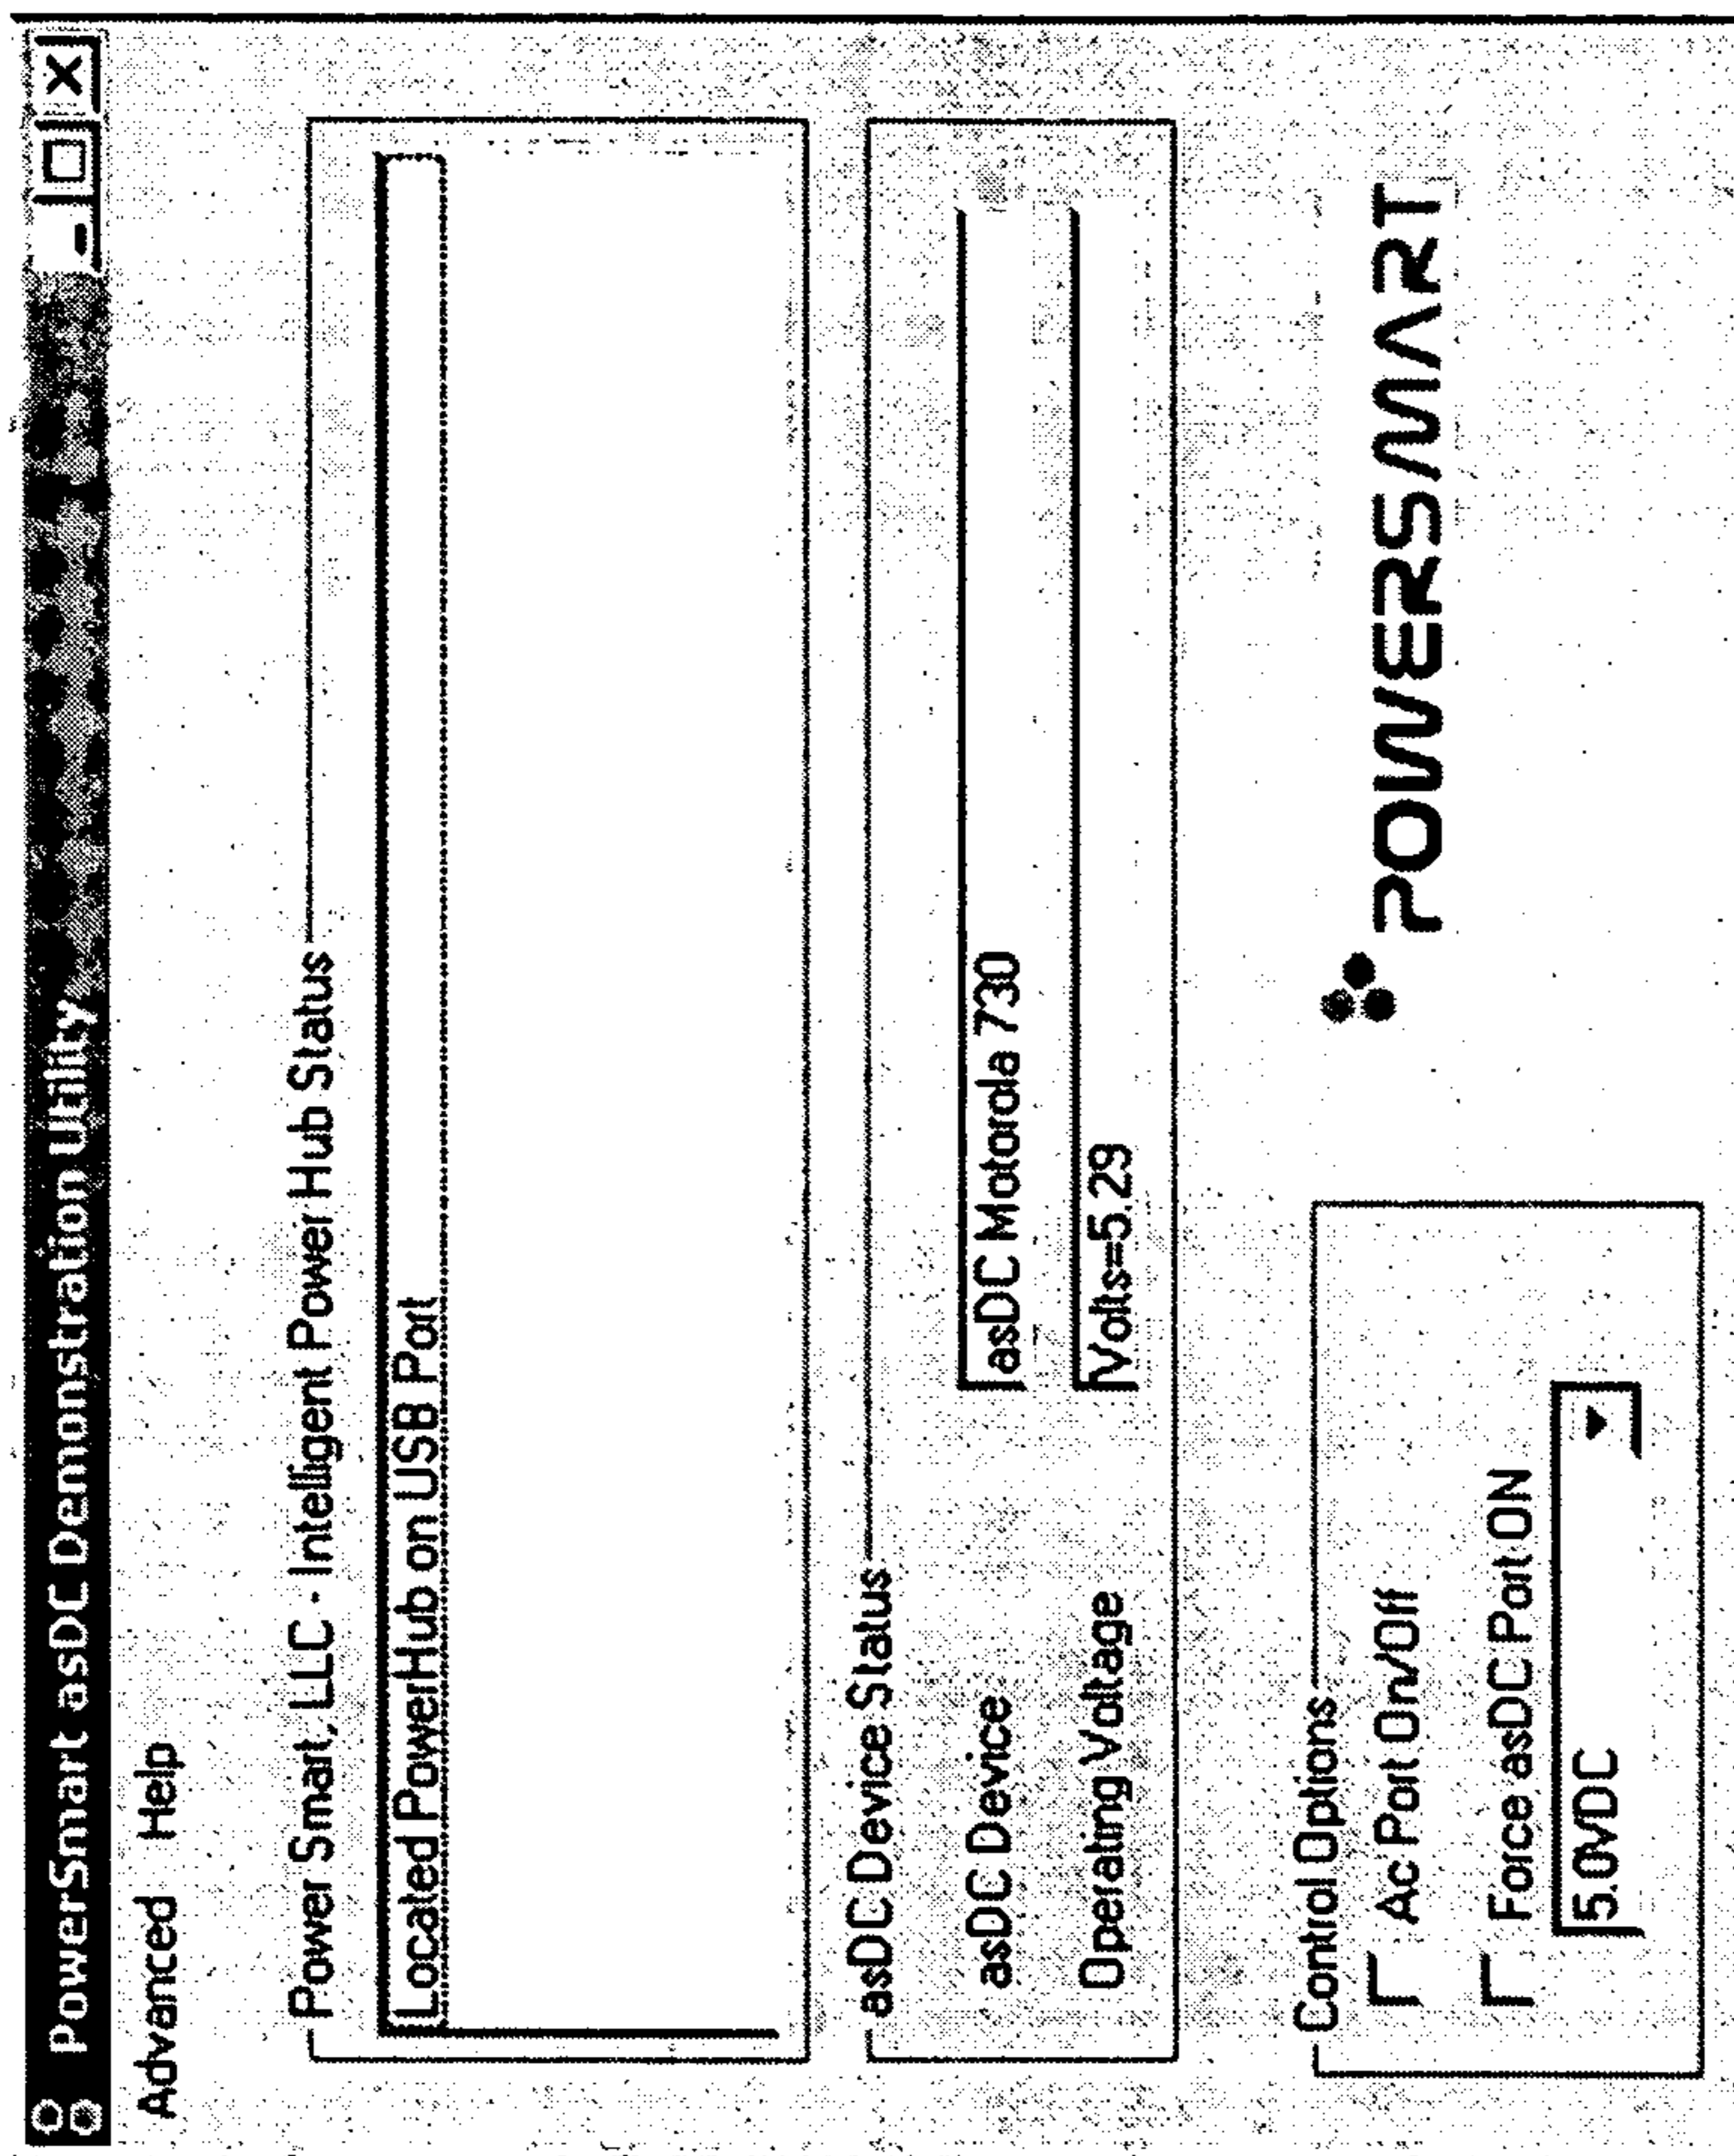 PowerSmart asDC Demonstration Utility
Advanced Help
Power Smart, LLC - Intelligent Power Hub Status
Located PowerHub on USB Port
asDC Device Status
asDC Device
asDC Motorola 730
Operating Voltage
Volts=5.29
Control Options
Ac Port On/Off
Force asDC Port ON
5.0VDC
POWERSMART